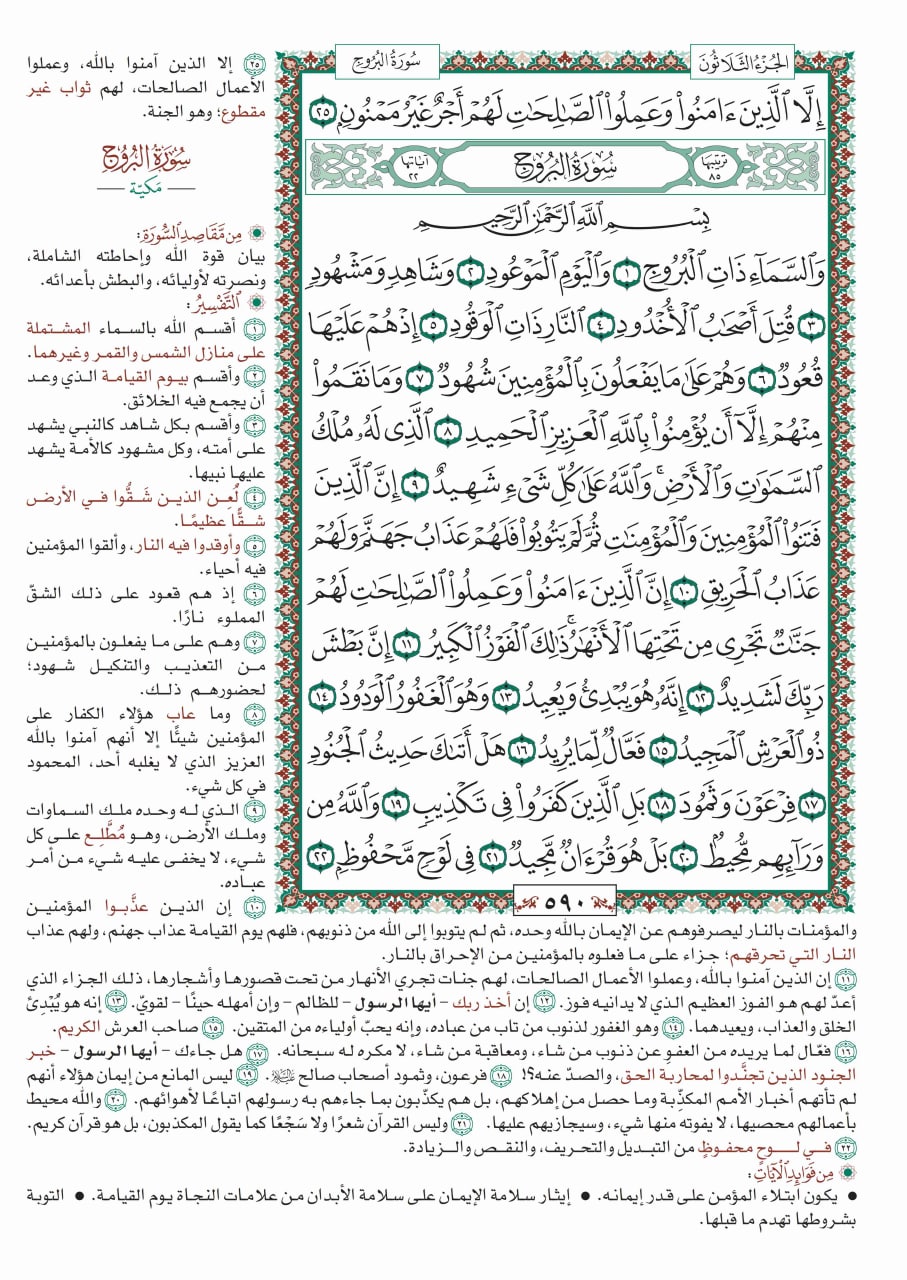 الجُزْءُ الثَّلَاثُونَ
سُورَةُ البُرُوجِ
إِلَّا ٱلَّذِينَ ءَامَنُوا۟ وَعَمِلُوا۟ ٱلصَّٰلِحَٰتِ لَهُمْ أَجْرٌ غَيْرُ مَمْنُونٍۭ ٢٥
ترتيبها ٨٥ سُورَةُ البُرُوجِ آياتها ٢٢
بِسْمِ ٱللَّهِ ٱلرَّحْمَٰنِ ٱلرَّحِيمِ
وَٱلسَّمَآءِ ذَاتِ ٱلْبُرُوجِ ١ وَٱلْيَوْمِ ٱلْمَوْعُودِ ٢ وَشَاهِدٍ وَمَشْهُودٍ
٣ قُتِلَ أَصْحَٰبُ ٱلْأُخْدُودِ ٤ ٱلنَّارِ ذَاتِ ٱلْوَقُودِ ٥ إِذْ هُمْ عَلَيْهَا
قُعُودٌ ٦ وَهُمْ عَلَىٰ مَا يَفْعَلُونَ بِٱلْمُؤْمِنِينَ شُهُودٌ ٧ وَمَا نَقَمُوا۟
مِنْهُمْ إِلَّآ أَن يُؤْمِنُوا۟ بِٱللَّهِ ٱلْعَزِيزِ ٱلْحَمِيدِ ٨ ٱلَّذِى لَهُۥ مُلْكُ
ٱلسَّمَٰوَٰتِ وَٱلْأَرْضِ ۚ وَٱللَّهُ عَلَىٰ كُلِّ شَىْءٍ شَهِيدٌ ٩ إِنَّ ٱلَّذِينَ
فَتَنُوا۟ ٱلْمُؤْمِنِينَ وَٱلْمُؤْمِنَٰتِ ثُمَّ لَمْ يَتُوبُوا۟ فَلَهُمْ عَذَابُ جَهَنَّمَ وَلَهُمْ
عَذَابُ ٱلْحَرِيقِ ١٠ إِنَّ ٱلَّذِينَ ءَامَنُوا۟ وَعَمِلُوا۟ ٱلصَّٰلِحَٰتِ لَهُمْ
جَنَّٰتٌ تَجْرِى مِن تَحْتِهَا ٱلْأَنْهَٰرُ ۚ ذَٰلِكَ ٱلْفَوْزُ ٱلْكَبِيرُ ١١ إِنَّ بَطْشَ
رَبِّكَ لَشَدِيدٌ ١٢ إِنَّهُۥ هُوَ يُبْدِئُ وَيُعِيدُ ١٣ وَهُوَ ٱلْغَفُورُ ٱلْوَدُودُ ١٤
ذُو ٱلْعَرْشِ ٱلْمَجِيدُ ١٥ فَعَّالٌ لِّمَا يُرِيدُ ١٦ هَلْ أَتَىٰكَ حَدِيثُ ٱلْجُنُودِ
١٧ فِرْعَوْنَ وَثَمُودَ ١٨ بَلِ ٱلَّذِينَ كَفَرُوا۟ فِى تَكْذِيبٍ ١٩ وَٱللَّهُ مِن
وَرَآئِهِم مُّحِيطٌۢ ٢٠ بَلْ هُوَ قُرْءَانٌ مَّجِيدٌ ٢١ فِى لَوْحٍ مَّحْفُوظٍۭ ٢٢
٥٩٠
٢٥ إلا الذين آمنوا بالله، وعملوا
الأعمال الصالحات، لهم ثواب غير
مقطوع؛ وهو الجنة.
سُورَةُ البُرُوجِ
مَكيّة
مِن مَّقَاصِدِ السُّورَةِ:
بيان قوة الله وإحاطته الشاملة،
ونصرته لأوليائه، والبطش بأعدائه.
التَّفْسِيرُ:
١ أقسم الله بالسماء المشتملة
على منازل الشمس والقمر وغيرهما.
٢ وأقسم بيوم القيامة الذي وعد
أن يجمع فيه الخلائق.
٣ وأقسم بكل شاهد كالنبي يشهد
على أمته، وكل مشهود كالأمة يشهد
عليها نبيها.
٤ لُعِن الذين شَقُّوا في الأرض
شقًّا عظيمًا.
٥ وأوقدوا فيه النار، وألقوا المؤمنين
فيه أحياء.
٦ إذ هم قعود على ذلك الشقّ
المملوء نارًا.
٧ وهم على ما يفعلون بالمؤمنين
من التعذيب والتنكيل شهود؛
لحضورهم ذلك.
٨ وما عاب هؤلاء الكفار على
المؤمنين شيئًا إلا أنهم آمنوا بالله
العزيز الذي لا يغلبه أحد، المحمود
في كل شيء.
٩ الذي له وحده ملك السماوات
وملك الأرض، وهو مُطَّلِع على كل
شيء، لا يخفى عليه شيء من أمر
عباده.
١٠ إن الذين عذَّبوا المؤمنين
والمؤمنات بالنار ليصرفوهم عن الإيمان بالله وحده، ثم لم يتوبوا إلى الله من ذنوبهم، فلهم يوم القيامة عذاب جهنم، ولهم عذاب
النار التي تحرقهم؛ جزاء على ما فعلوه بالمؤمنين من الإحراق بالنار.
١١ إن الذين آمنوا بالله، وعملوا الأعمال الصالحات، لهم جنات تجري الأنهار من تحت قصورها وأشجارها، ذلك الجزاء الذي
أعدّ لهم هو الفوز العظيم الذي لا يدانيه فوز. ١٢ إن أخذ ربك – أيها الرسول – للظالم – وإن أمهله حينًا – لقويّ. ١٣ إنه هو يُبْدِئ
الخلق والعذاب، ويعيدهما. ١٤ وهو الغفور لذنوب من تاب من عباده، وإنه يحبّ أولياءه من المتقين. ١٥ صاحب العرش الكريم.
١٦ فعّال لما يريده من العفو عن ذنوب من شاء، ومعاقبة من شاء، لا مكره له سبحانه. ١٧ هل جاءك – أيها الرسول – خبر
الجنود الذين تجنَّدوا لمحاربة الحق، والصدّ عنه؟! ١٨ فرعون، وثمود أصحاب صالح عليه السلام. ١٩ ليس المانع من إيمان هؤلاء أنهم
لم تأتهم أخبار الأمم المكذّبة وما حصل من إهلاكهم، بل هم يكذّبون بما جاءهم به رسولهم اتباعًا لأهوائهم. ٢٠ والله محيط
بأعمالهم محصيها، لا يفوته منها شيء، وسيجازيهم عليها. ٢١ وليس القرآن شعرًا ولا سَجْعًا كما يقول المكذبون، بل هو قرآن كريم.
٢٢ في لوح محفوظٍ من التبديل والتحريف، والنقص والزيادة.
مِن فَوَائِدِ الآيَاتِ:
• يكون ابتلاء المؤمن على قدر إيمانه. • إيثار سلامة الإيمان على سلامة الأبدان من علامات النجاة يوم القيامة. • التوبة
بشروطها تهدم ما قبلها.